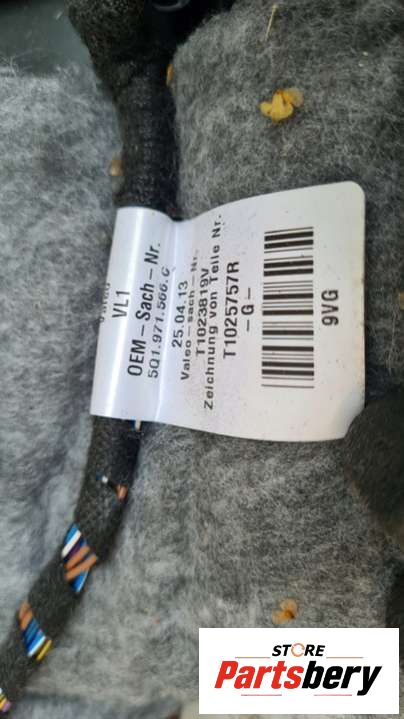 Valeo
VL1
OEM-Sach-Nr.
5Q1.971.566.C
25.04.13
Valeo-sach-Nr.
T1023819V
Zeichnung von Teile Nr.
T1025757R
-G-
9VG
STORE
Partsbery